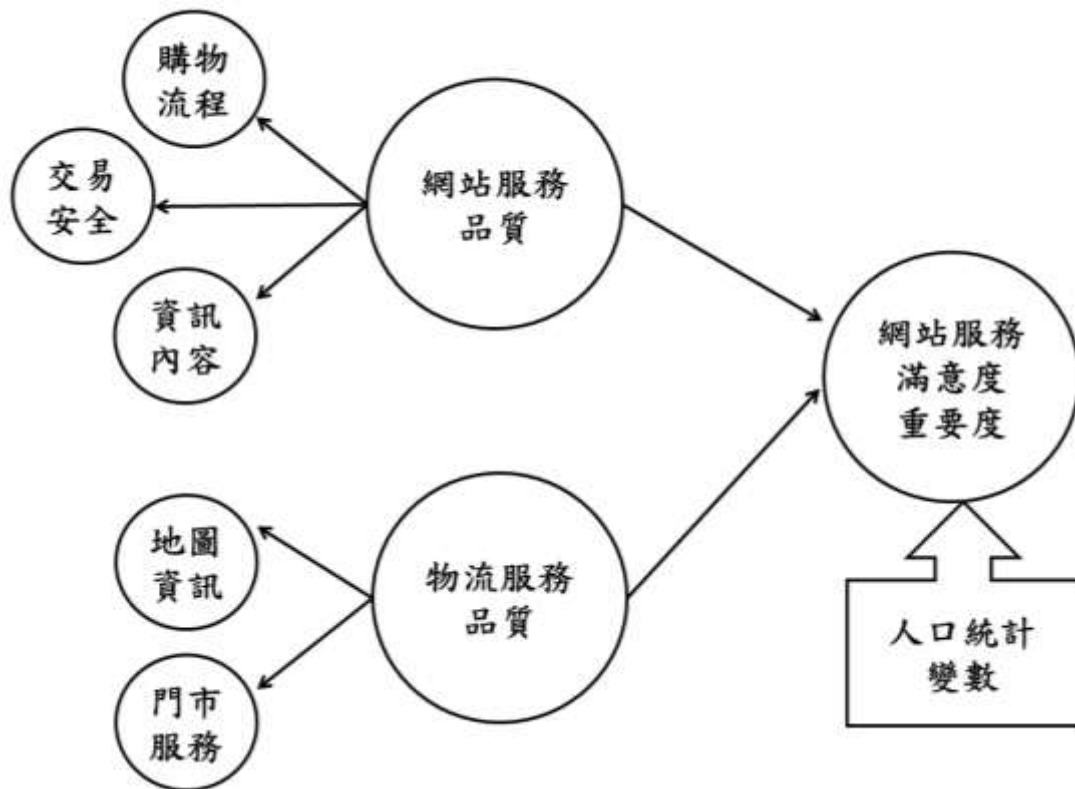 購物
流程
交易
安全
資訊
內容
網站服務
品質
網站服務
滿意度
重要度
地圖
資訊
門市
服務
物流服務
品質
人口統計
變數